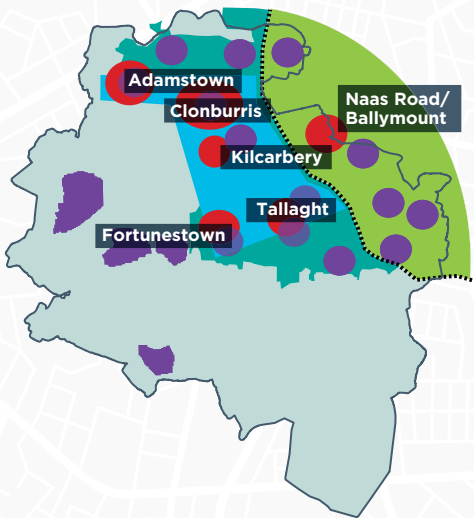 Adamstown
Clonburris
Naas Road/
Ballymount
Kilcarbery
Tallaght
Fortunestown